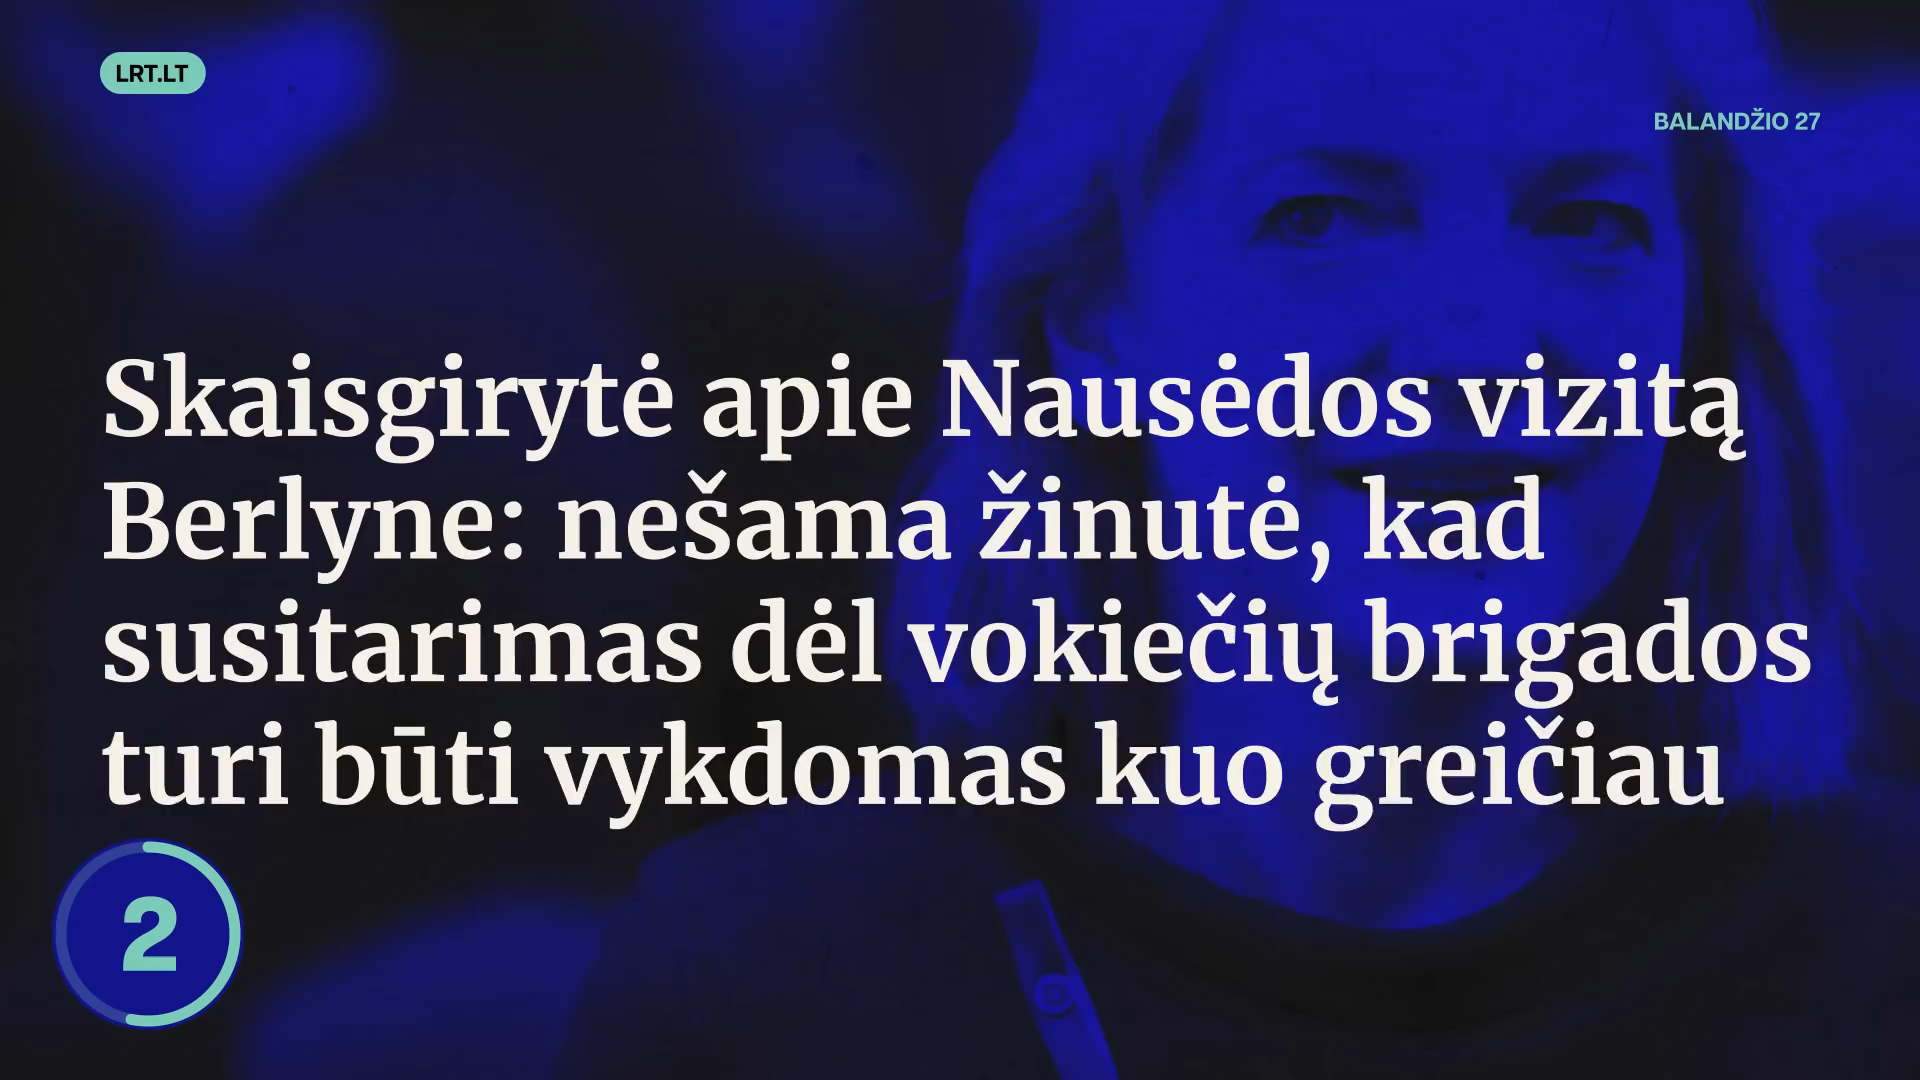 LRT.LT
BALANDŽIO 27
Skaisgirytė apie Nausėdos vizitą
Berlyne: nešama žinutė, kad
susitarimas dėl vokiečių brigados
turi būti vykdomas kuo greičiau
2